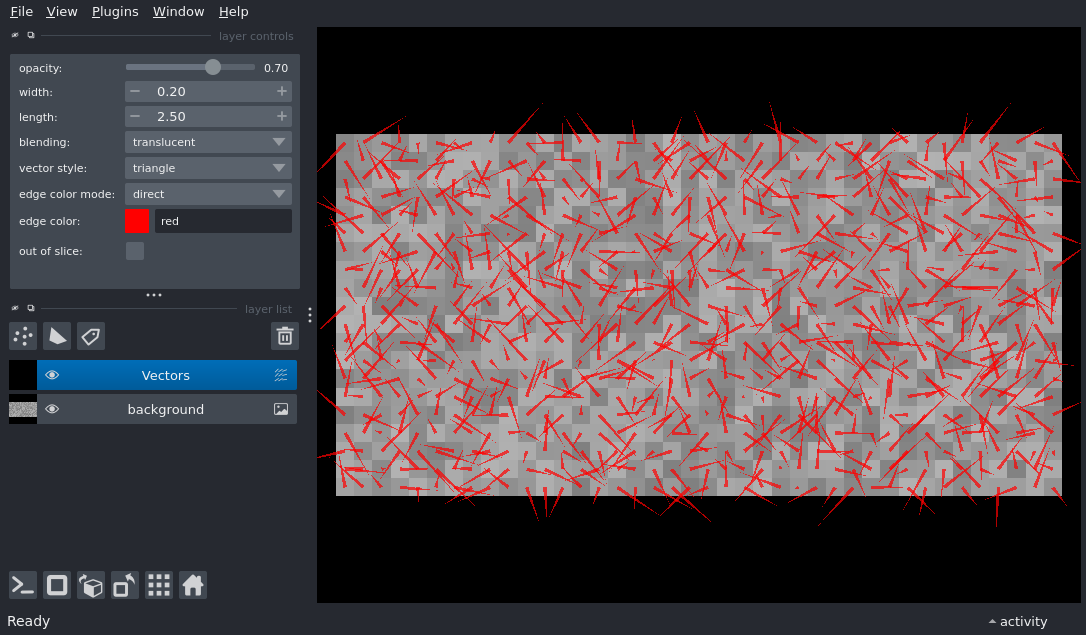 File View Plugins Window Help
layer controls
opacity: 0.70
width: 0.20
length: 2.50
blending: translucent
vector style: triangle
edge color mode: direct
edge color: red
out of slice:
layer list
Vectors
background
Ready
activity